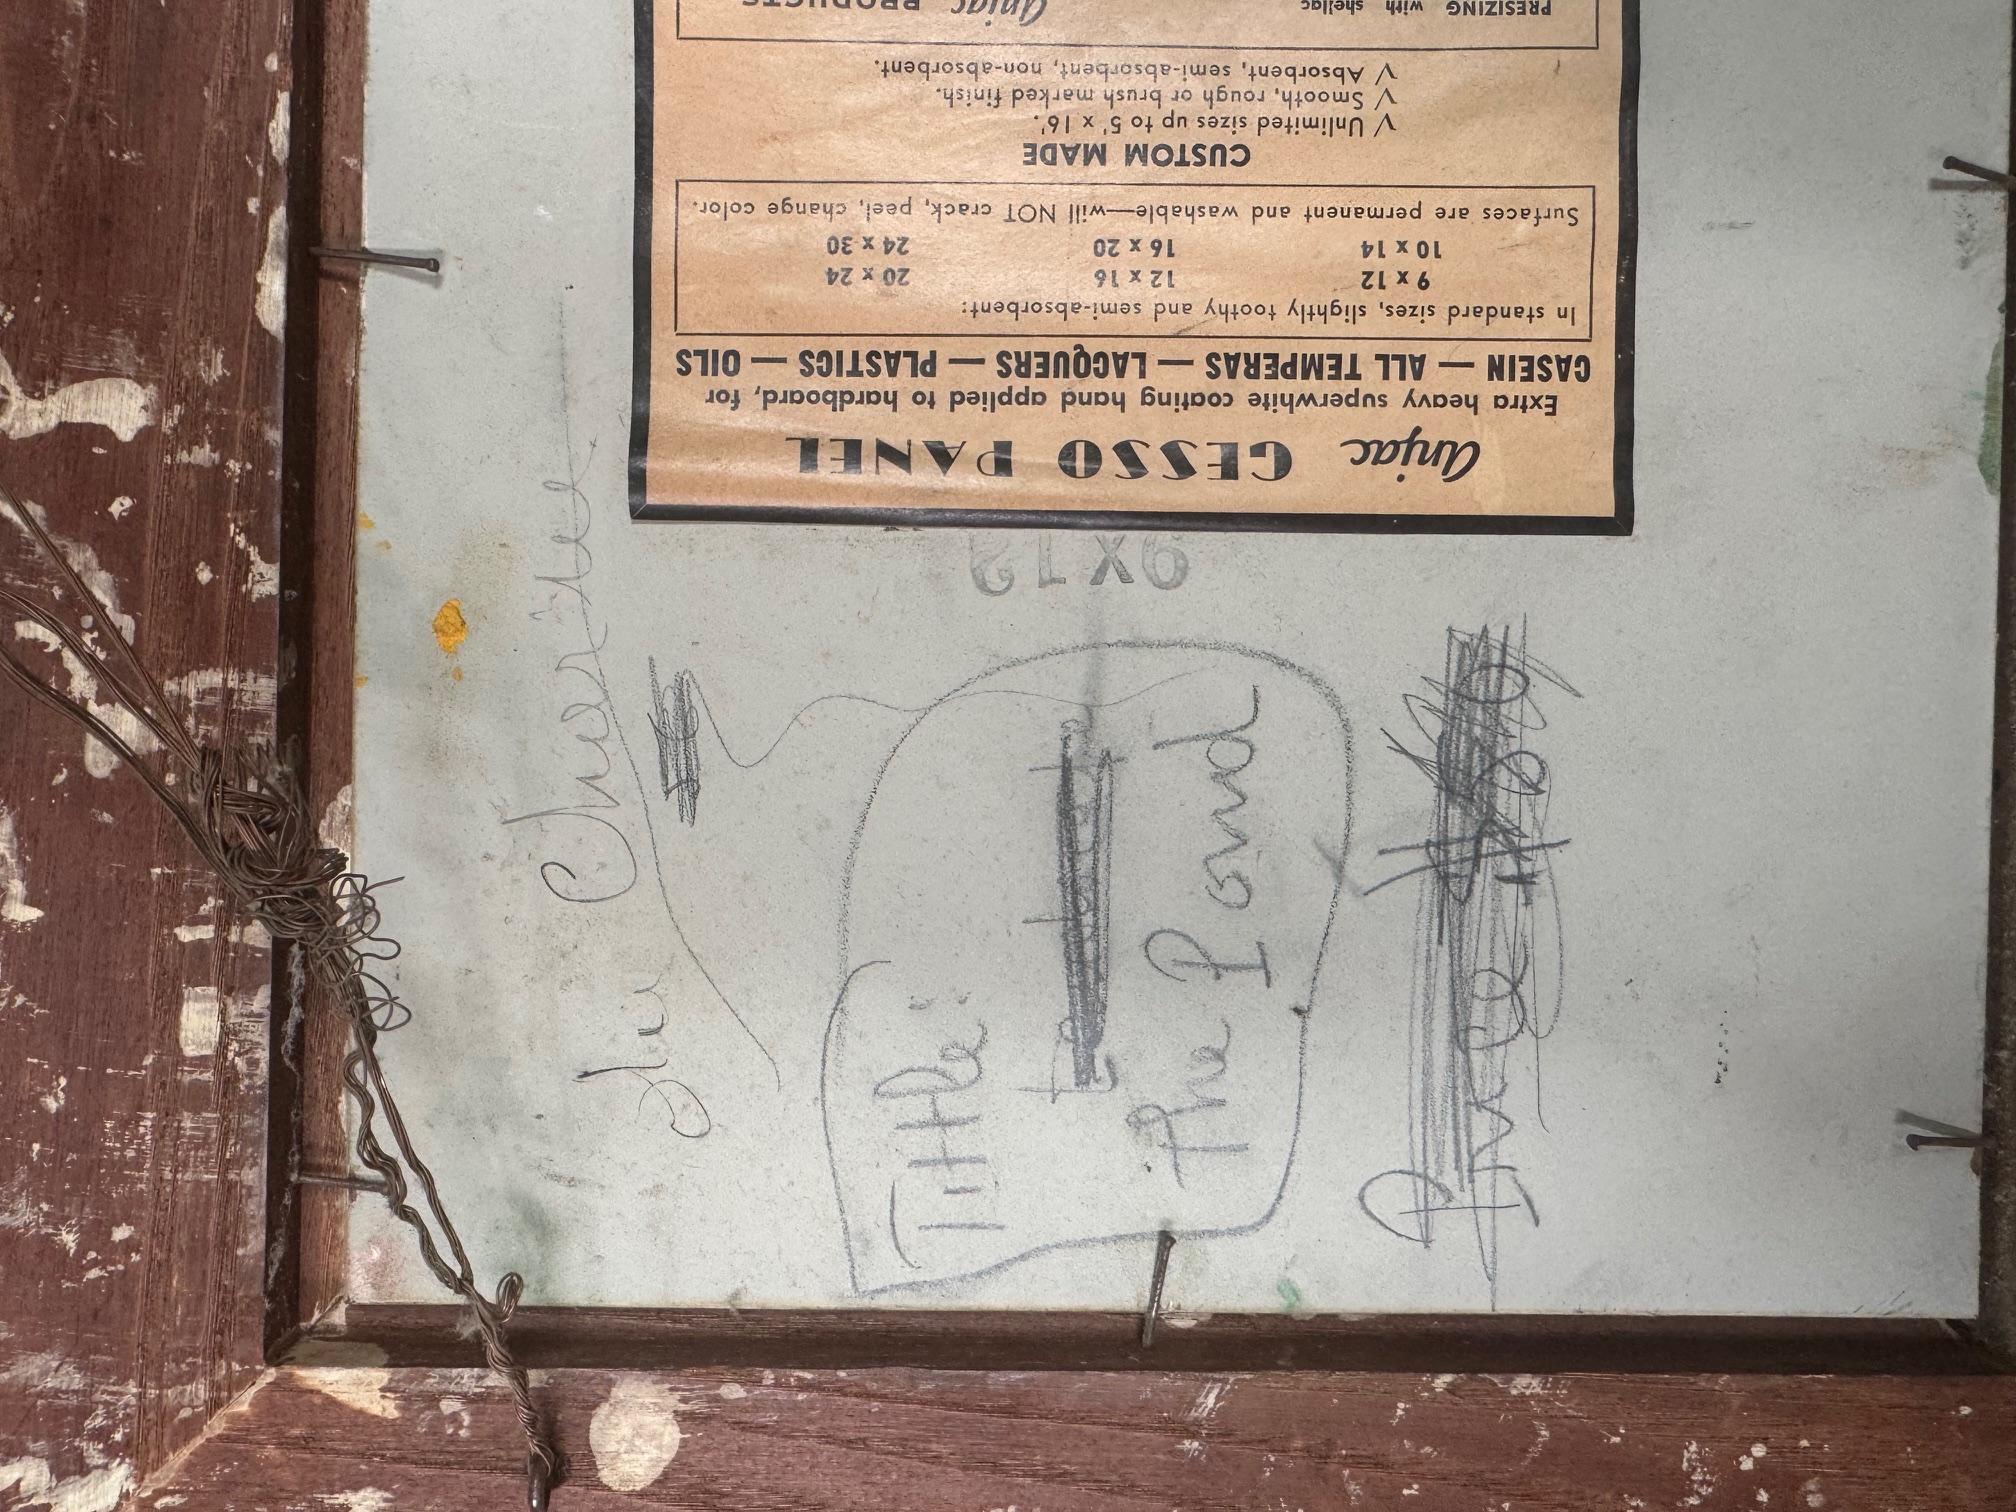 Anjac GESSO PANEL
Extra heavy superwhite coating hand applied to hardboard, for
CASEIN — ALL TEMPERAS — LACQUERS — PLASTICS — OILS
In standard sizes, slightly toothy and semi-absorbent:
9 x 12 12 x 16 20 x 24
10 x 14 16 x 20 24 x 30
Surfaces are permanent and washable—will NOT crack, peel, change color.
CUSTOM MADE
√ Unlimited sizes up to 5' x 16'.
√ Smooth, rough or brush marked finish.
√ Absorbent, semi-absorbent, non-absorbent.
PRESIZING with shellac
Anjac PRODUCTS
9X12
Title:
The Pond